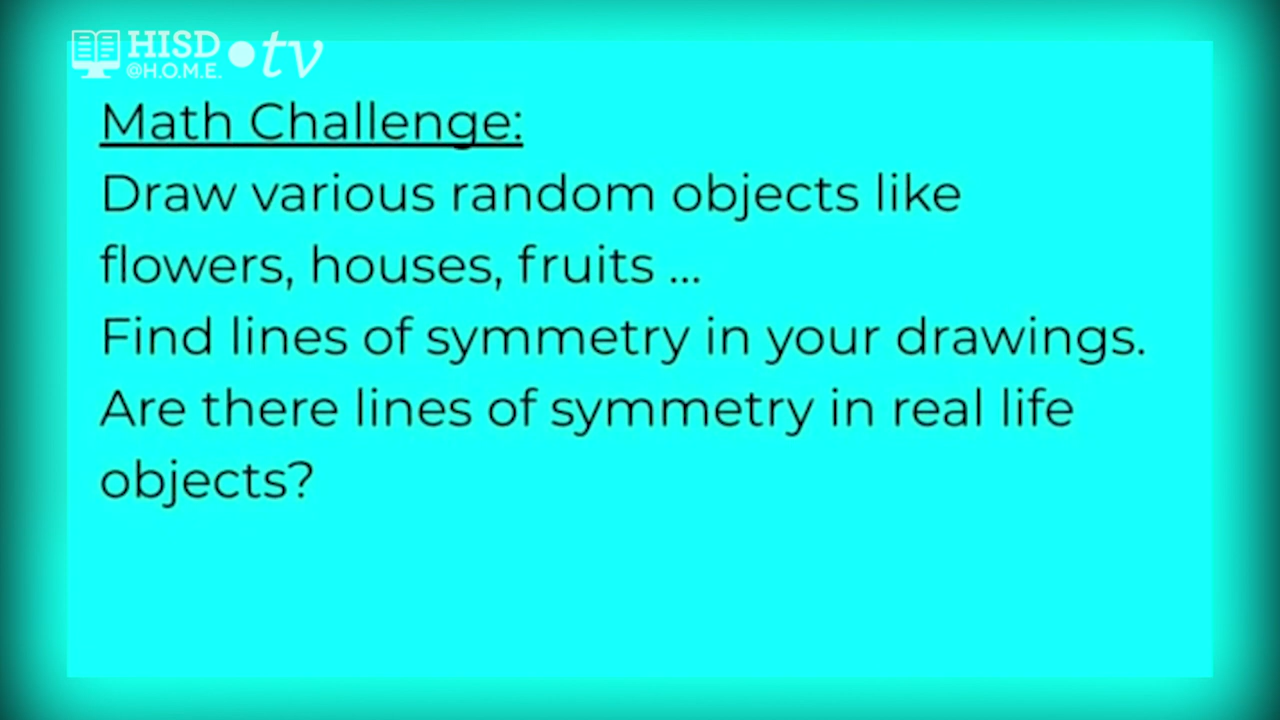 HISD
@H.O.M.E.
tv
Math Challenge:
Draw various random objects like
flowers, houses, fruits ...
Find lines of symmetry in your drawings.
Are there lines of symmetry in real life
objects?